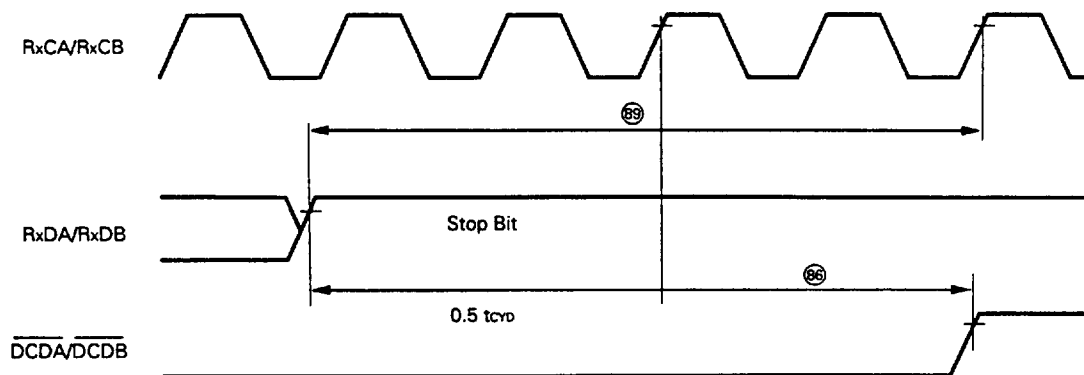 RxCA/RxCB
89
RxDA/RxDB
Stop Bit
86
0.5 tCYD
DCDA/DCDB